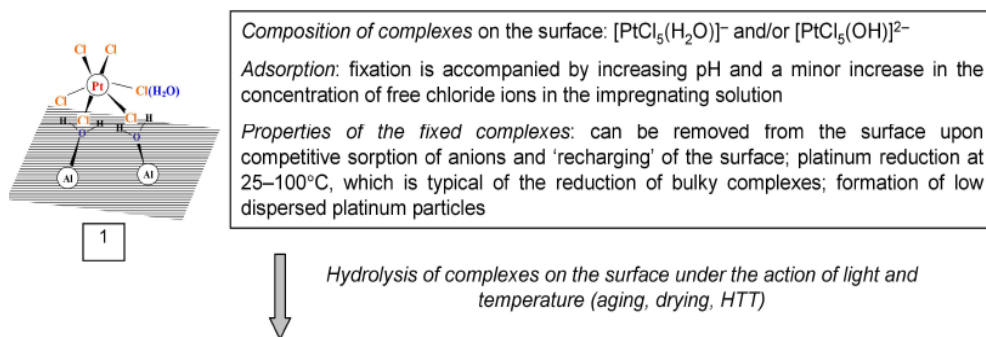 Cl
Cl
Pt
Cl
Cl(H₂O)
Cl
Cl
H
H
H
H
O
O
Al
Al
1
Composition of complexes on the surface: [PtCl₅(H₂O)]⁻ and/or [PtCl₅(OH)]²⁻
Adsorption: fixation is accompanied by increasing pH and a minor increase in the
concentration of free chloride ions in the impregnating solution
Properties of the fixed complexes: can be removed from the surface upon
competitive sorption of anions and ‘recharging’ of the surface; platinum reduction at
25–100°C, which is typical of the reduction of bulky complexes; formation of low
dispersed platinum particles
Hydrolysis of complexes on the surface under the action of light and
temperature (aging, drying, HTT)